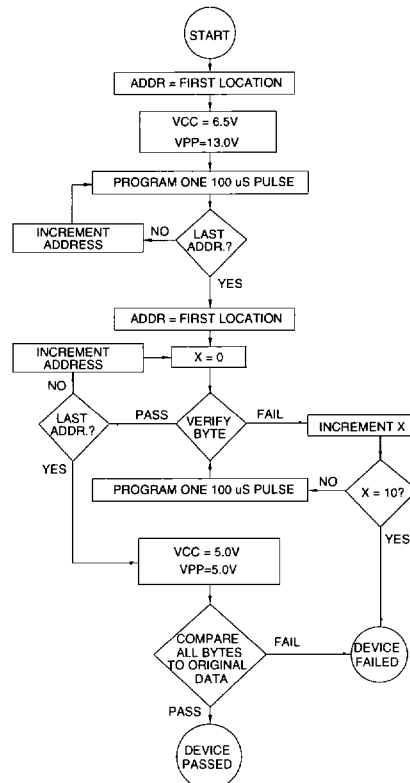 START
ADDR = FIRST LOCATION
VCC = 6.5V
VPP=13.0V
PROGRAM ONE 100 uS PULSE
INCREMENT
ADDRESS
NO
LAST
ADDR.?
YES
ADDR = FIRST LOCATION
INCREMENT
ADDRESS
X = 0
NO
LAST
ADDR.?
PASS
VERIFY
BYTE
FAIL
INCREMENT X
YES
PROGRAM ONE 100 uS PULSE
NO
X = 10?
YES
VCC = 5.0V
VPP=5.0V
COMPARE
ALL BYTES
TO ORIGINAL
DATA
FAIL
DEVICE
FAILED
PASS
DEVICE
PASSED